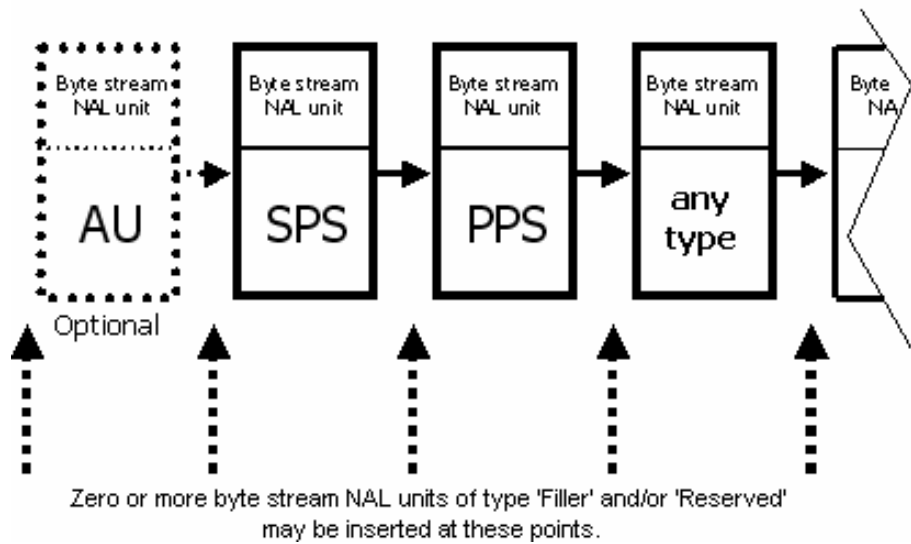 Byte stream
NAL unit
AU
Optional
Byte stream
NAL unit
SPS
Byte stream
NAL unit
PPS
Byte stream
NAL unit
any
type
Byte
NA
Zero or more byte stream NAL units of type 'Filler' and/or 'Reserved'
may be inserted at these points.